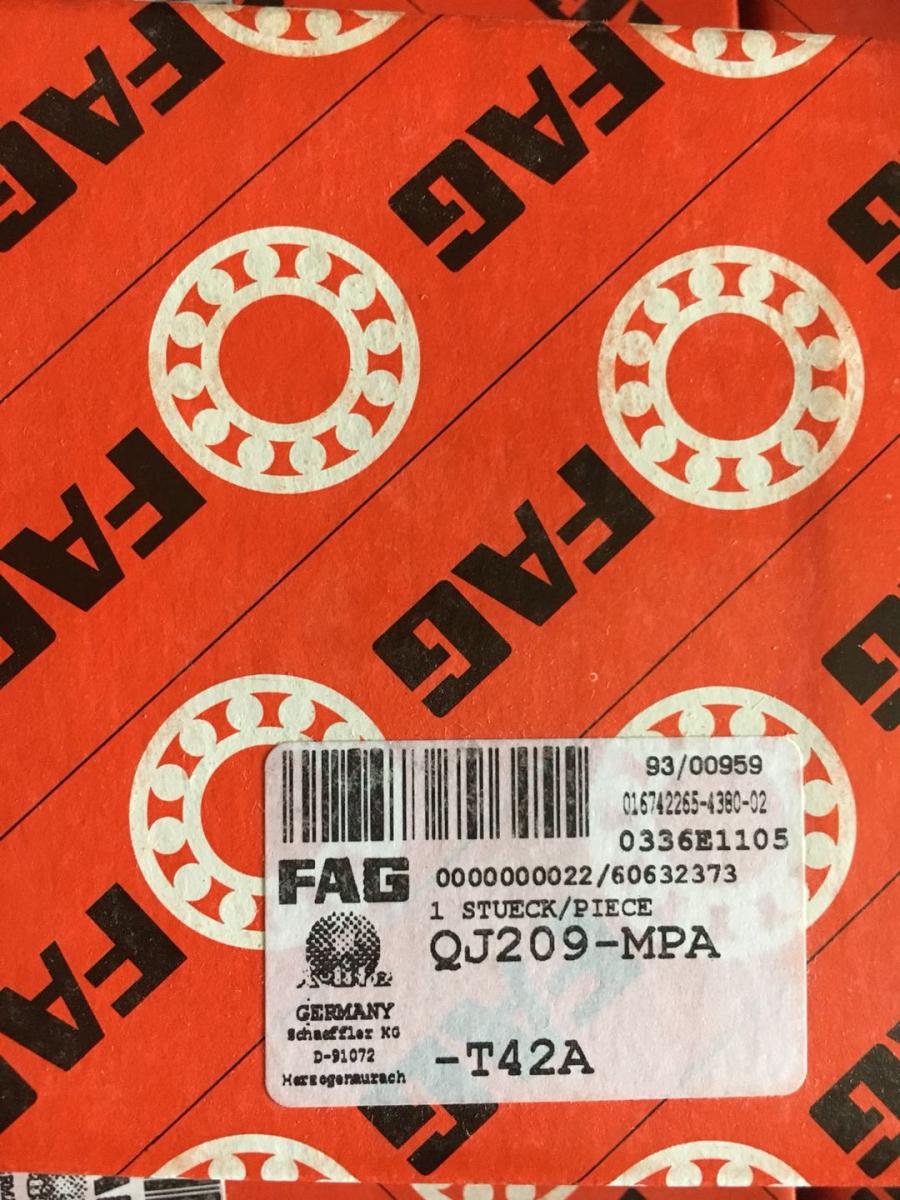 FAG
FAG
FAG
FAG
FAG
93/00959
016742265-4380-02
0336E1105
FAG
0000000022/60632373
1 STUECK/PIECE
QJ209-MPA
GERMANY
Schaeffler KG
D-91072
Herzogenaurach
-T42A